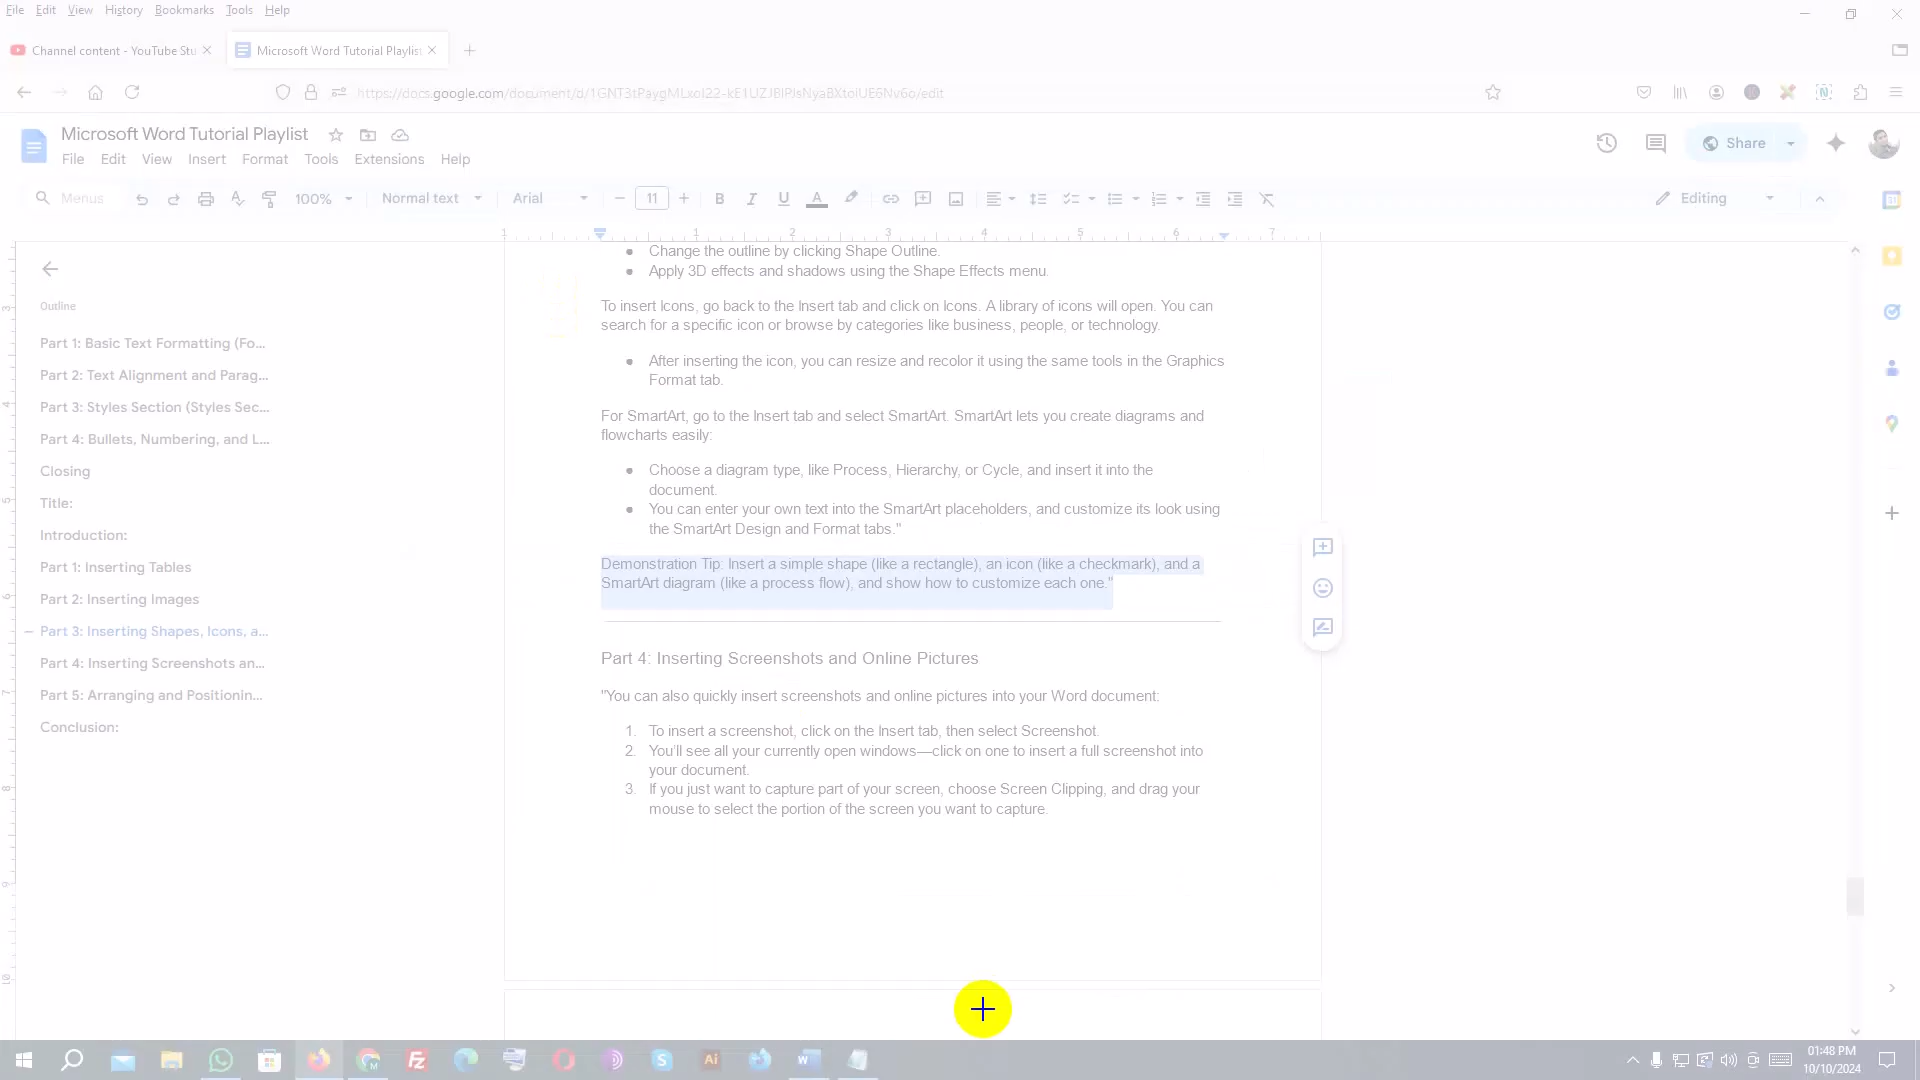 File Edit View History Bookmarks Tools Help
Channel content - YouTube Stu
Microsoft Word Tutorial Playlist
https://docs.google.com/document/d/
/edit
Microsoft Word Tutorial Playlist
File Edit View Insert Format Tools Extensions Help
Share
Menus
100%
Normal text
Arial
11
Editing
1 1 2 3 4 5 6 7
Outline
Part 1: Basic Text Formatting (Fo...
Part 2: Text Alignment and Parag...
Part 3: Styles Section (Styles Sec...
Part 4: Bullets, Numbering, and L...
Closing
Title:
Introduction:
Part 1: Inserting Tables
Part 2: Inserting Images
Part 3: Inserting Shapes, Icons, a...
Part 4: Inserting Screenshots an...
Part 5: Arranging and Positionin...
Conclusion:
● Change the outline by clicking Shape Outline.
● Apply 3D effects and shadows using the Shape Effects menu.
To insert Icons, go back to the Insert tab and click on Icons. A library of icons will open. You can
search for a specific icon or browse by categories like business, people, or technology.
● After inserting the icon, you can resize and recolor it using the same tools in the Graphics
Format tab.
For SmartArt, go to the Insert tab and select SmartArt. SmartArt lets you create diagrams and
flowcharts easily:
● Choose a diagram type, like Process, Hierarchy, or Cycle, and insert it into the
document.
● You can enter your own text into the SmartArt placeholders, and customize its look using
the SmartArt Design and Format tabs."
Demonstration Tip: Insert a simple shape (like a rectangle), an icon (like a checkmark), and a
SmartArt diagram (like a process flow), and show how to customize each one."
Part 4: Inserting Screenshots and Online Pictures
"You can also quickly insert screenshots and online pictures into your Word document:
1. To insert a screenshot, click on the Insert tab, then select Screenshot.
2. You'll see all your currently open windows—click on one to insert a full screenshot into
your document.
3. If you just want to capture part of your screen, choose Screen Clipping, and drag your
mouse to select the portion of the screen you want to capture.
01:48 PM
10/10/2024